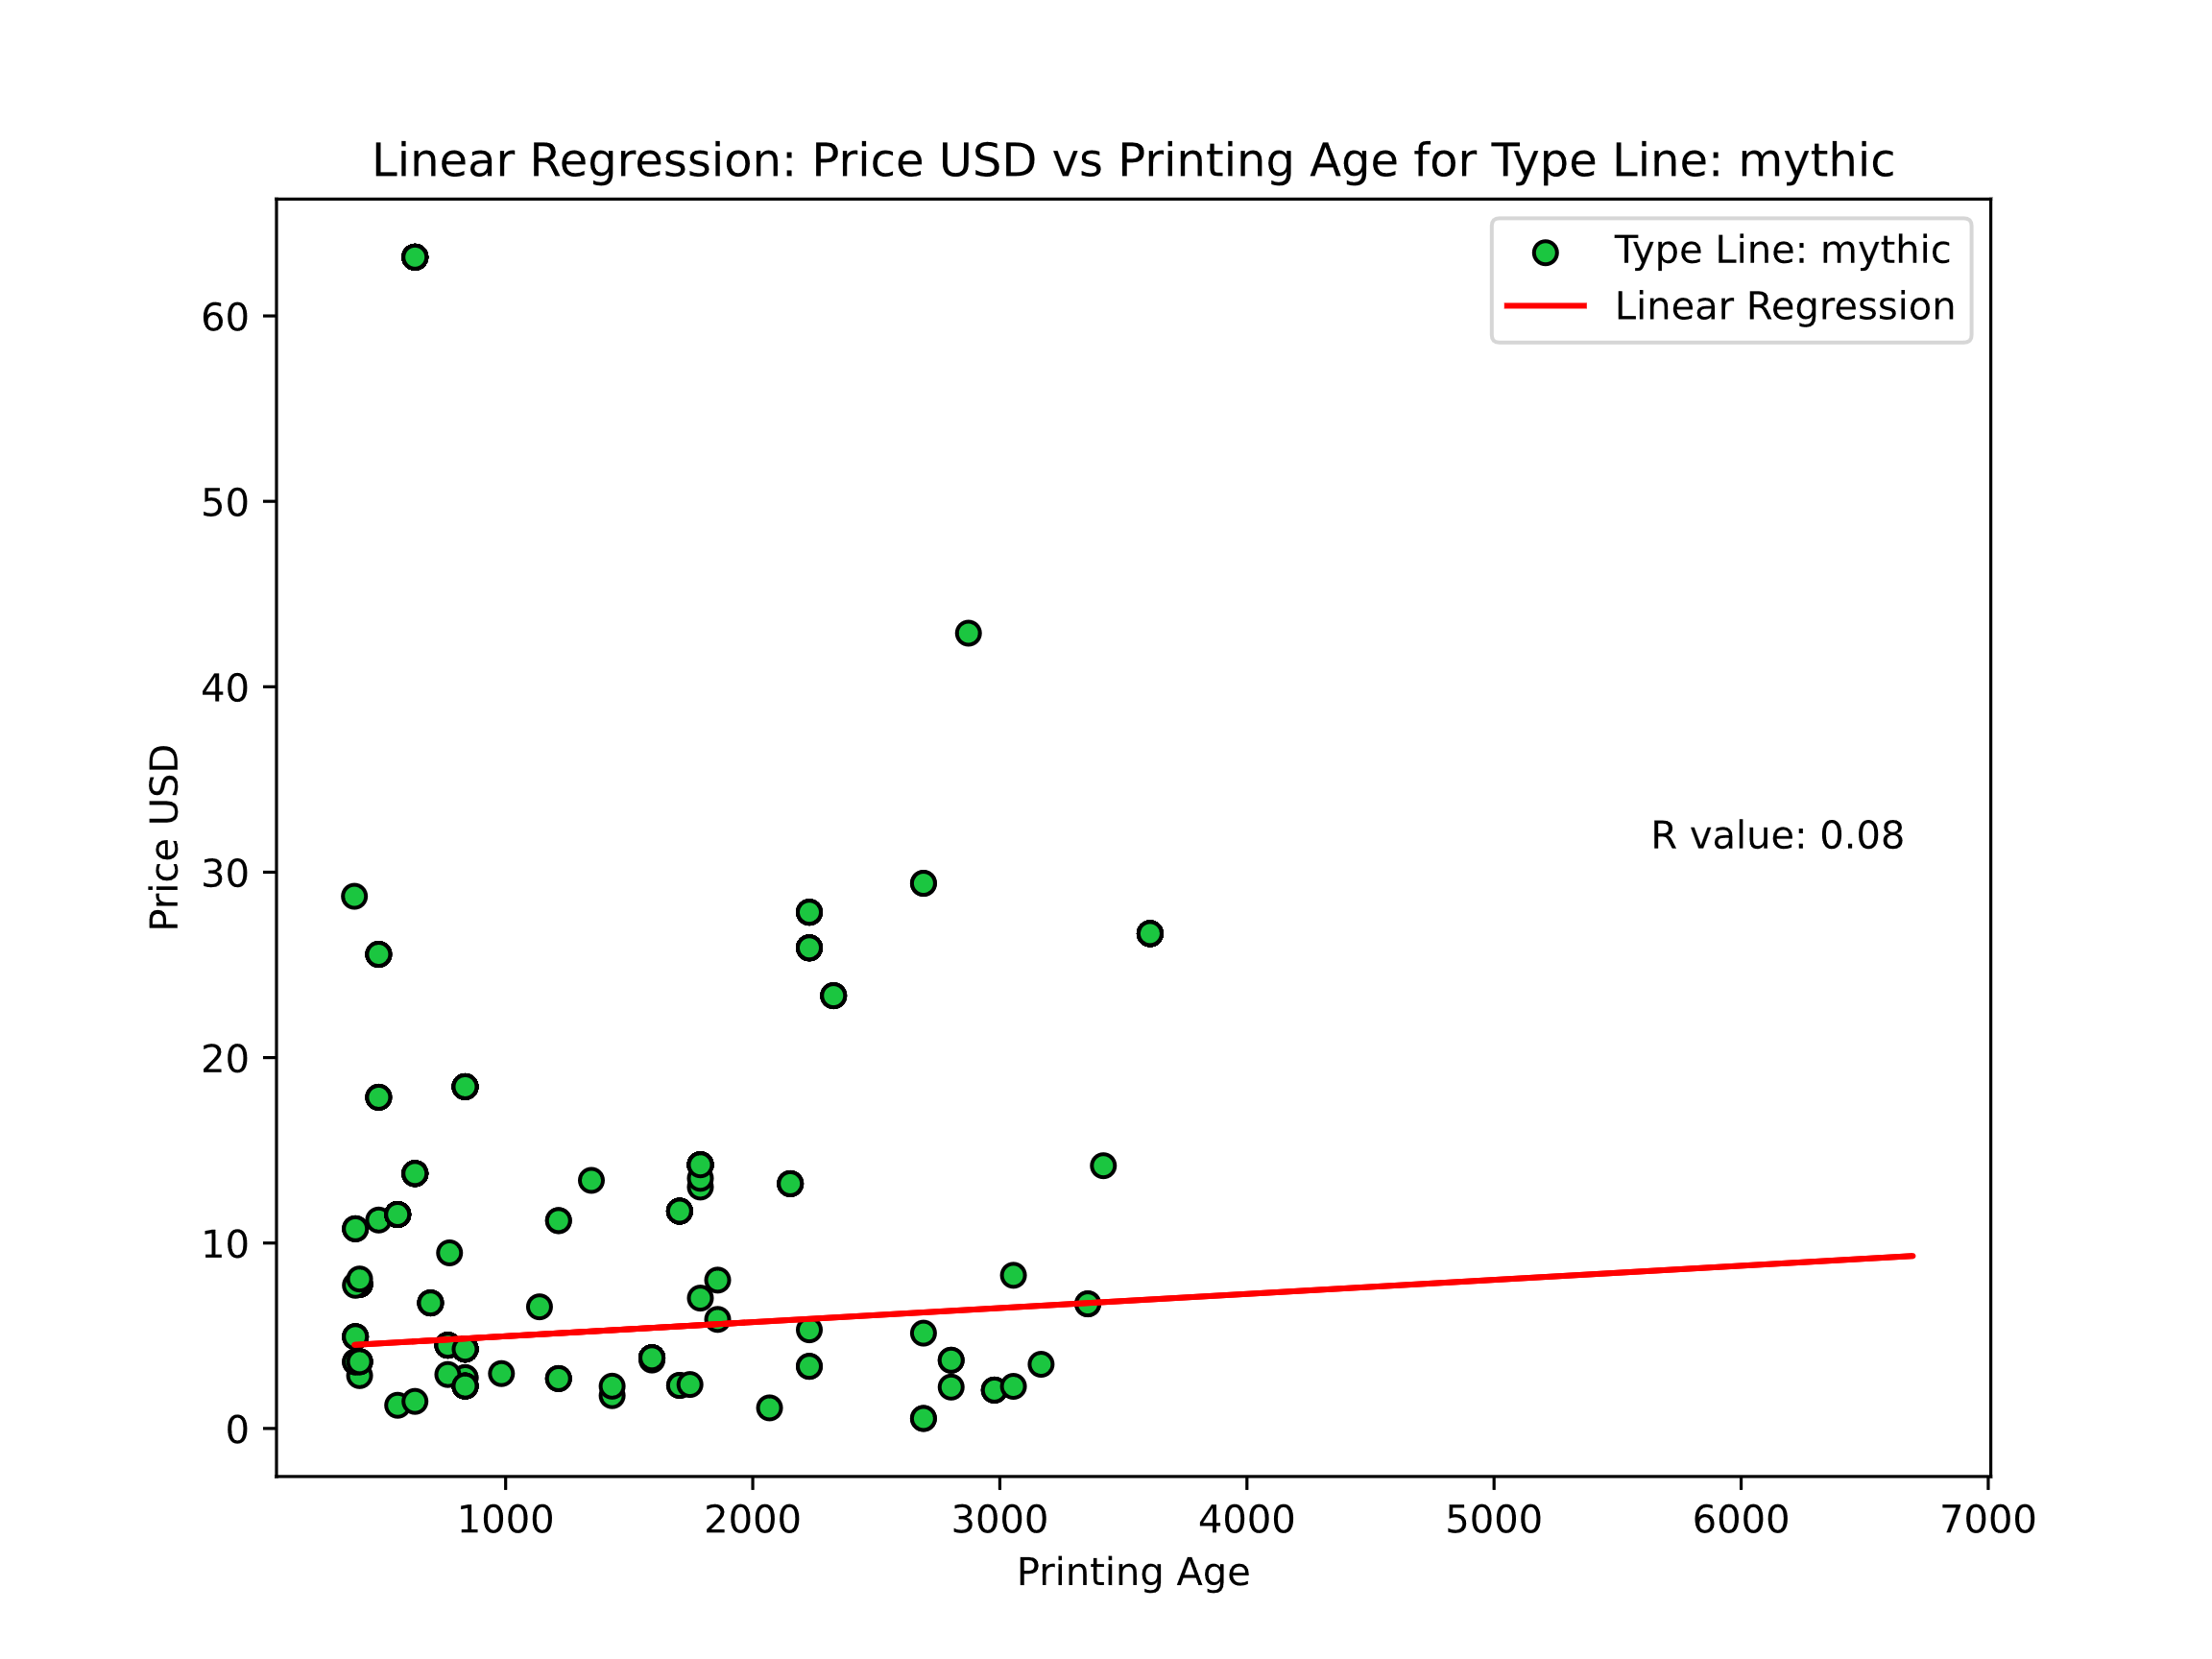 Linear Regression: Price USD vs Printing Age for Type Line: mythic
Type Line: mythic
Linear Regression
60
50
40
30
20
10
0
Price USD
R value: 0.08
1000 2000 3000 4000 5000 6000 7000
Printing Age